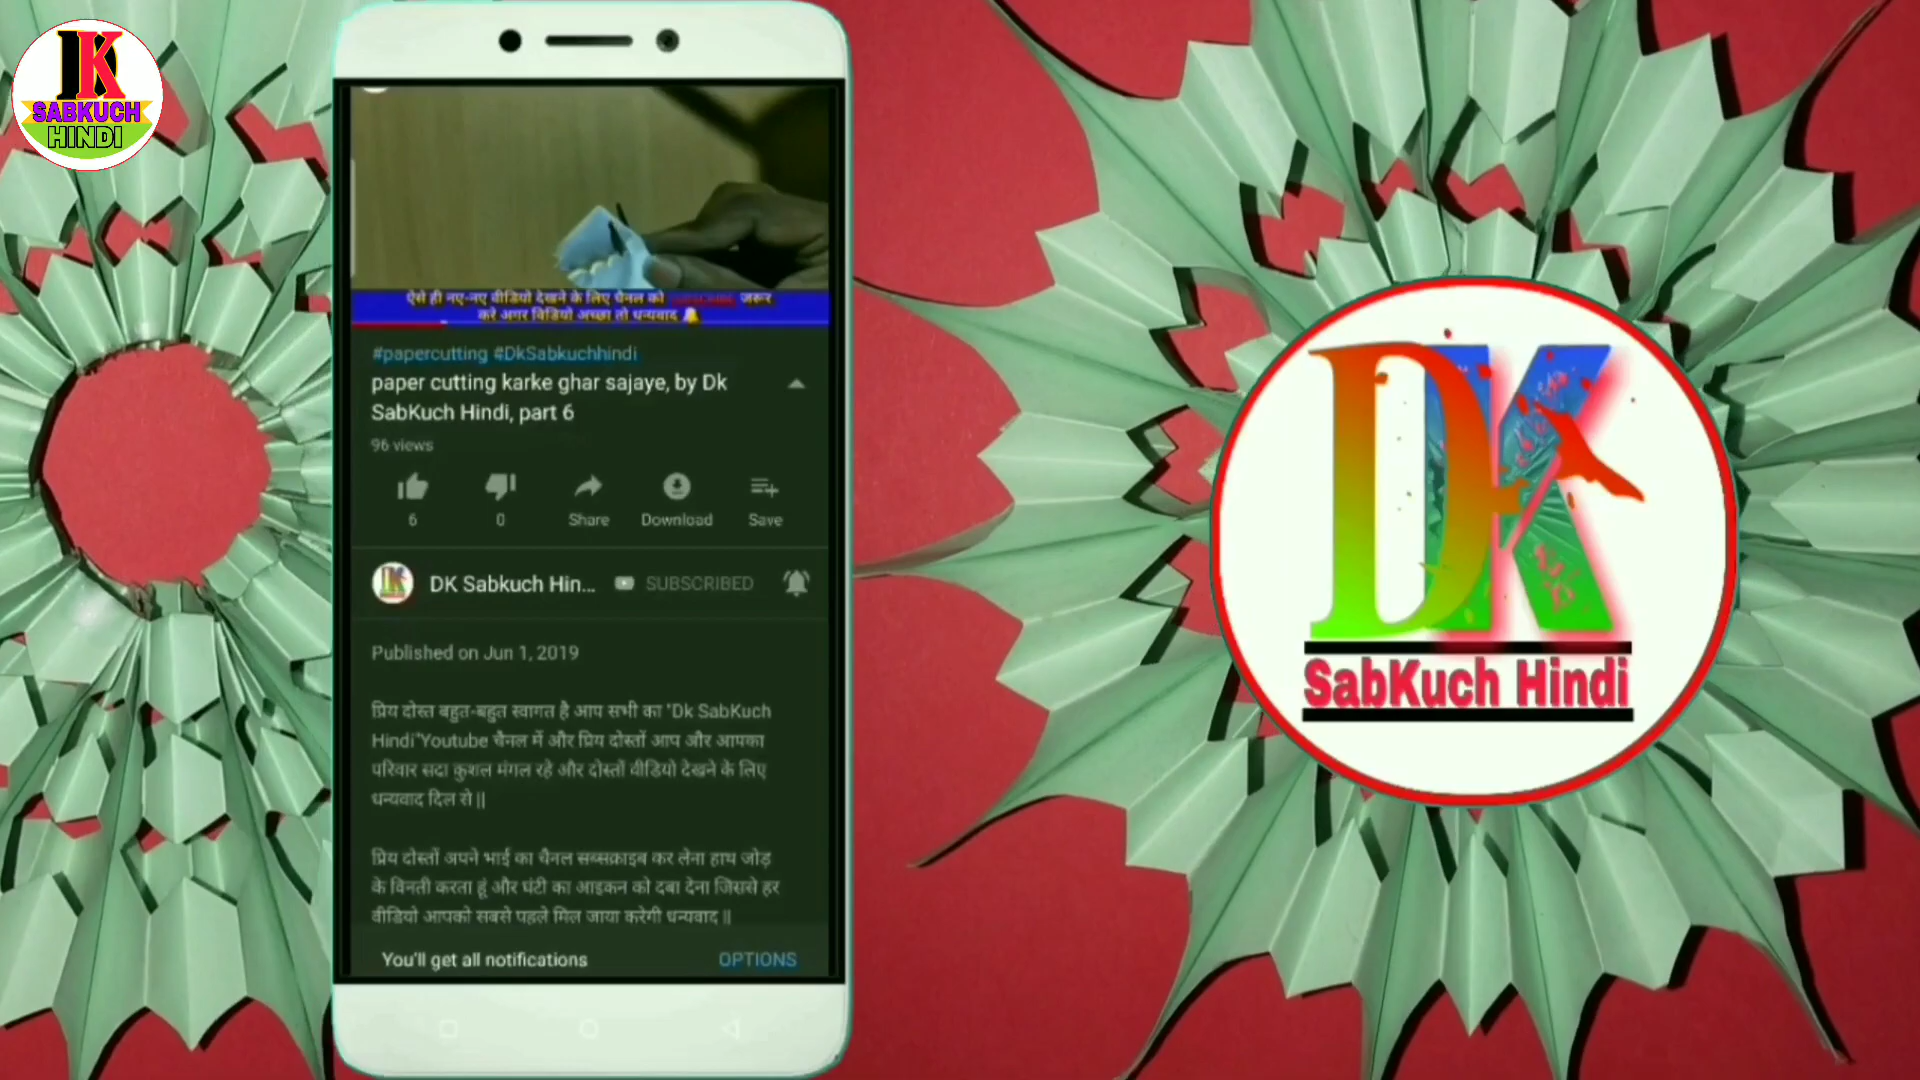 DK
SABKUCH
HINDI
ऐसे ही नए-नए वीडियो देखने के लिए चैनल को SUBSCRIBE जरूर
करे अगर विडियो अच्छा तो धन्यवाद
#papercutting #DkSabkuchhindi
paper cutting karke ghar sajaye, by Dk
SabKuch Hindi, part 6
96 views
6
0
Share
Download
Save
DK Sabkuch Hin...
SUBSCRIBED
Published on Jun 1, 2019
प्रिय दोस्त बहुत-बहुत स्वागत है आप सभी का "Dk SabKuch
Hindi"Youtube चैनल में और प्रिय दोस्तों आप और आपका
परिवार सदा कुशल मंगल रहे और दोस्तों वीडियो देखने के लिए
धन्यवाद दिल से ||
प्रिय दोस्तों अपने भाई का चैनल सब्सक्राइब कर लेना हाथ जोड़
के विनती करता हूं और घंटी का आइकन को दबा देना जिससे हर
वीडियो आपको सबसे पहले मिल जाया करेगी धन्यवाद ||
You'll get all notifications
OPTIONS
DK
SabKuch Hindi